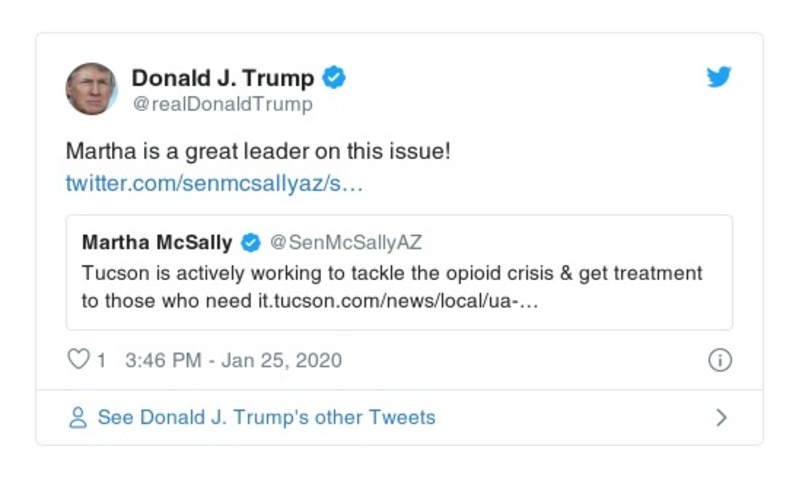 Donald J. Trump
@realDonaldTrump
Martha is a great leader on this issue!
twitter.com/senmcsallyaz/s…
Martha McSally @SenMcSallyAZ
Tucson is actively working to tackle the opioid crisis & get treatment
to those who need it.tucson.com/news/local/ua-…
1 3:46 PM - Jan 25, 2020
See Donald J. Trump's other Tweets